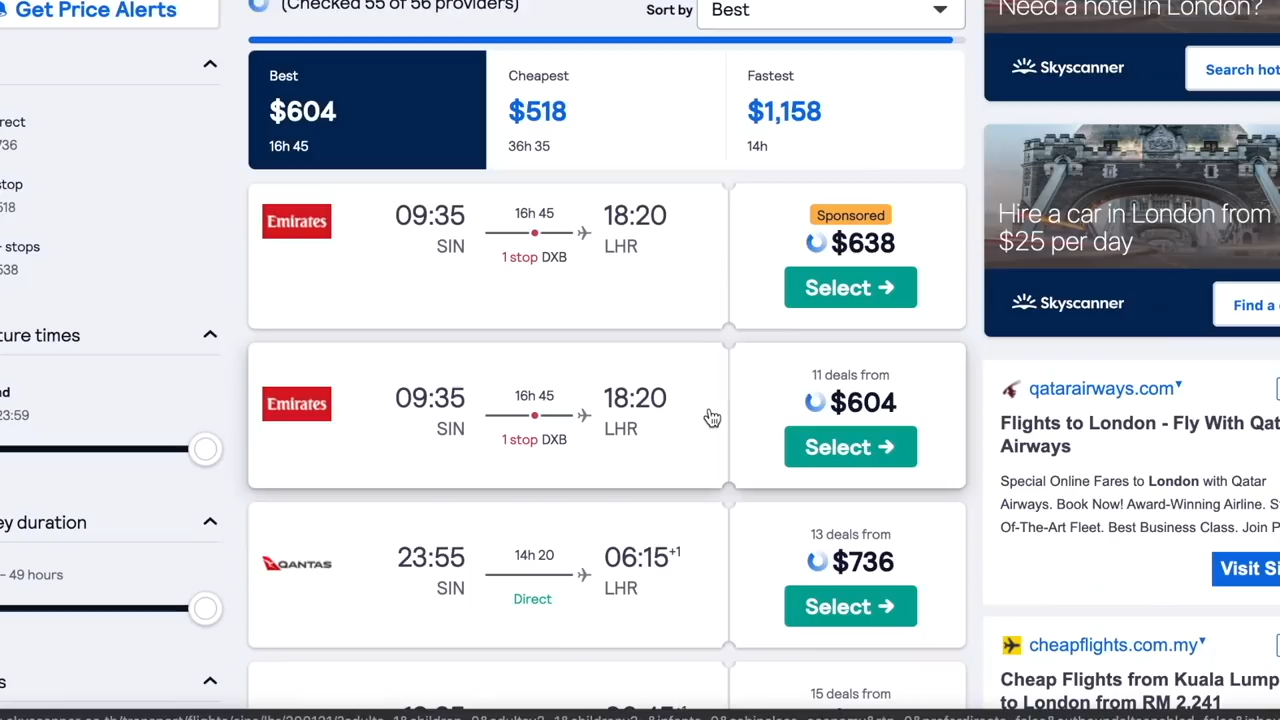 Get Price Alerts
(Checked 55 of 56 providers)
Sort by
Best
Need a hotel in London?
Skyscanner
Search hot
Best
$604
16h 45
Cheapest
$518
36h 35
Fastest
$1,158
14h
rect
736
stop
518
- stops
538
ture times
nd
23:59
ey duration
– 49 hours
s
Emirates
09:35
SIN
16h 45
1 stop DXB
18:20
LHR
Sponsored
$638
Select →
Emirates
09:35
SIN
16h 45
1 stop DXB
18:20
LHR
11 deals from
$604
Select →
QANTAS
23:55
SIN
14h 20
Direct
06:15+1
LHR
13 deals from
$736
Select →
15 deals from
Hire a car in London from
$25 per day
Skyscanner
Find a
qatarairways.com
Flights to London - Fly With Qat
Airways
Special Online Fares to London with Qatar
Airways. Book Now! Award-Winning Airline. S
Of-The-Art Fleet. Best Business Class. Join P
Visit Si
cheapflights.com.my
Cheap Flights from Kuala Lump
to London from RM 2,241